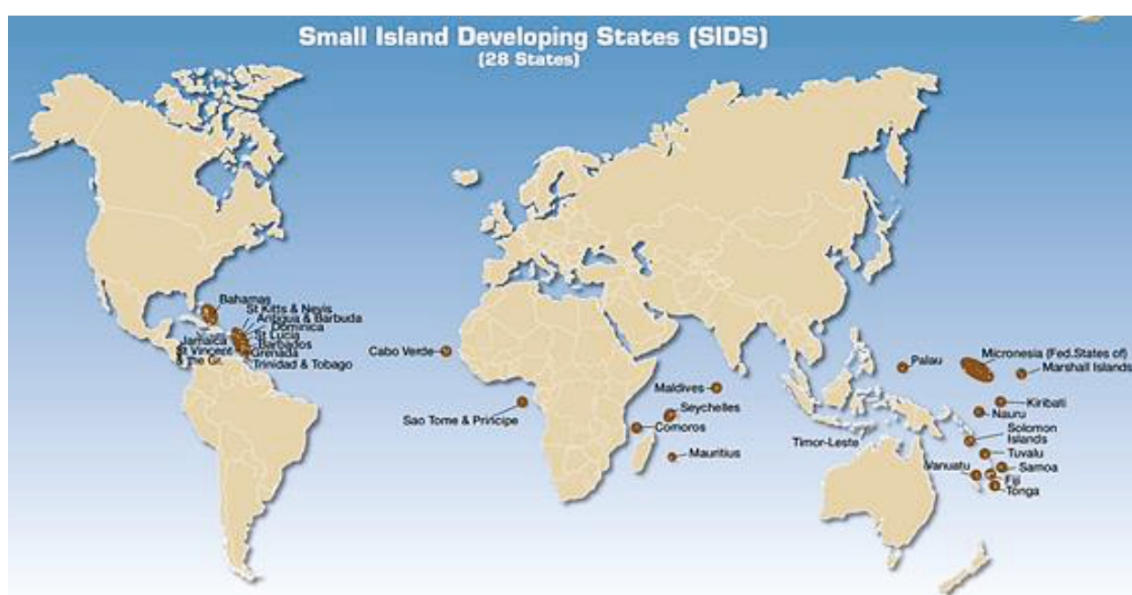 Small Island Developing States (SIDS)
(28 States)
Bahamas
St Kitts & Nevis
Antigua & Barbuda
Dominica
St Lucia
Jamaica
Barbados
St Vincent
Grenada
& the Gr.
Trinidad & Tobago
Cabo Verde
Sao Tome & Principe
Maldives
Seychelles
Comoros
Mauritius
Timor-Leste
Palau
Micronesia (Fed.States of)
Marshall Islands
Kiribati
Nauru
Solomon
Islands
Tuvalu
Vanuatu
Samoa
Fiji
Tonga